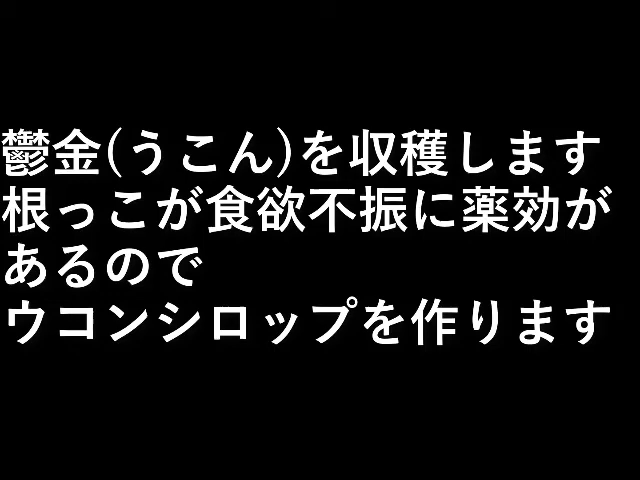 鬱金(うこん)を収穫します
根っこが食欲不振に薬効が
あるので
ウコンシロップを作ります